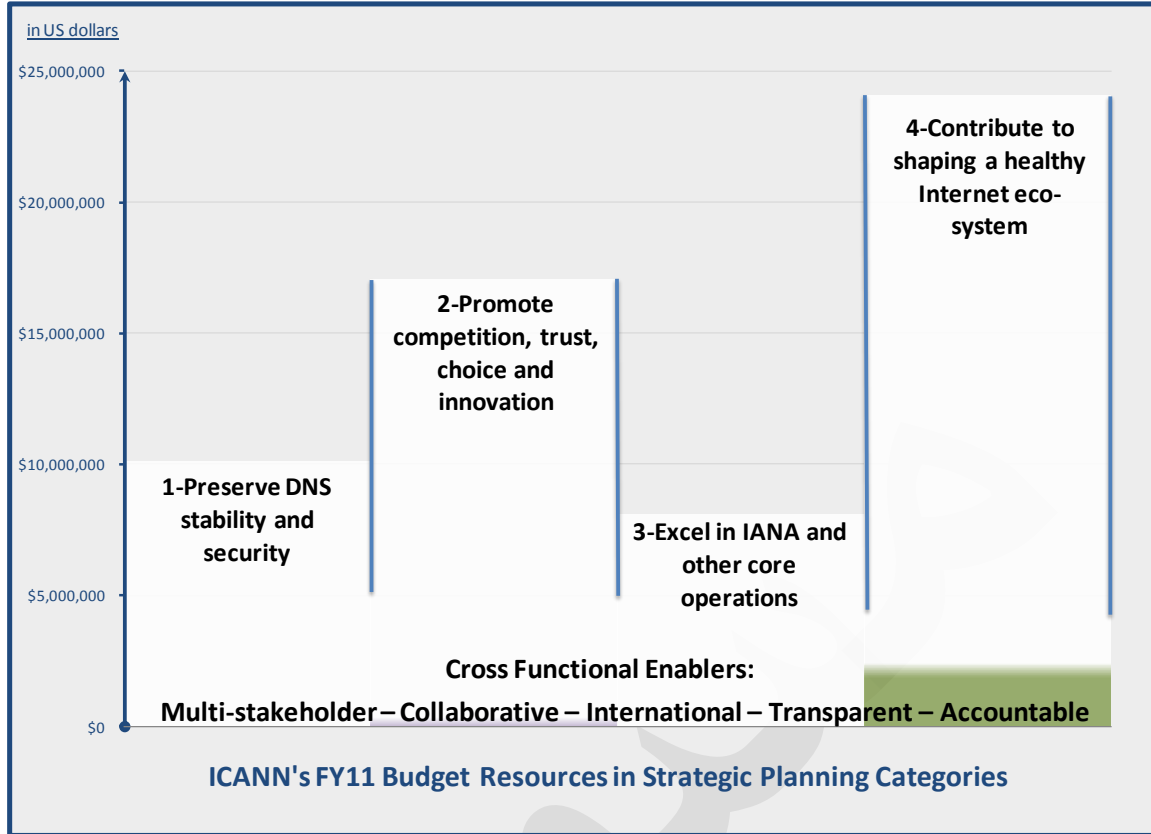 in US dollars
$25,000,000
$20,000,000
$15,000,000
$10,000,000
$5,000,000
$0
1-Preserve DNS
stability and
security
2-Promote
competition, trust,
choice and
innovation
3-Excel in IANA and
other core
operations
4-Contribute to
shaping a healthy
Internet eco-
system
Cross Functional Enablers:
Multi-stakeholder – Collaborative – International – Transparent – Accountable
ICANN's FY11 Budget Resources in Strategic Planning Categories